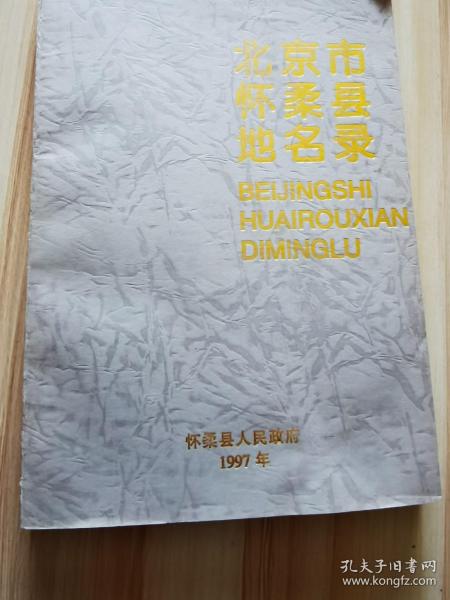 北京市
怀柔县
地名录
BEIJINGSHI
HUAIROUXIAN
DIMINGLU
怀柔县人民政府
1997年
孔夫子旧书网
www.kongfz.com